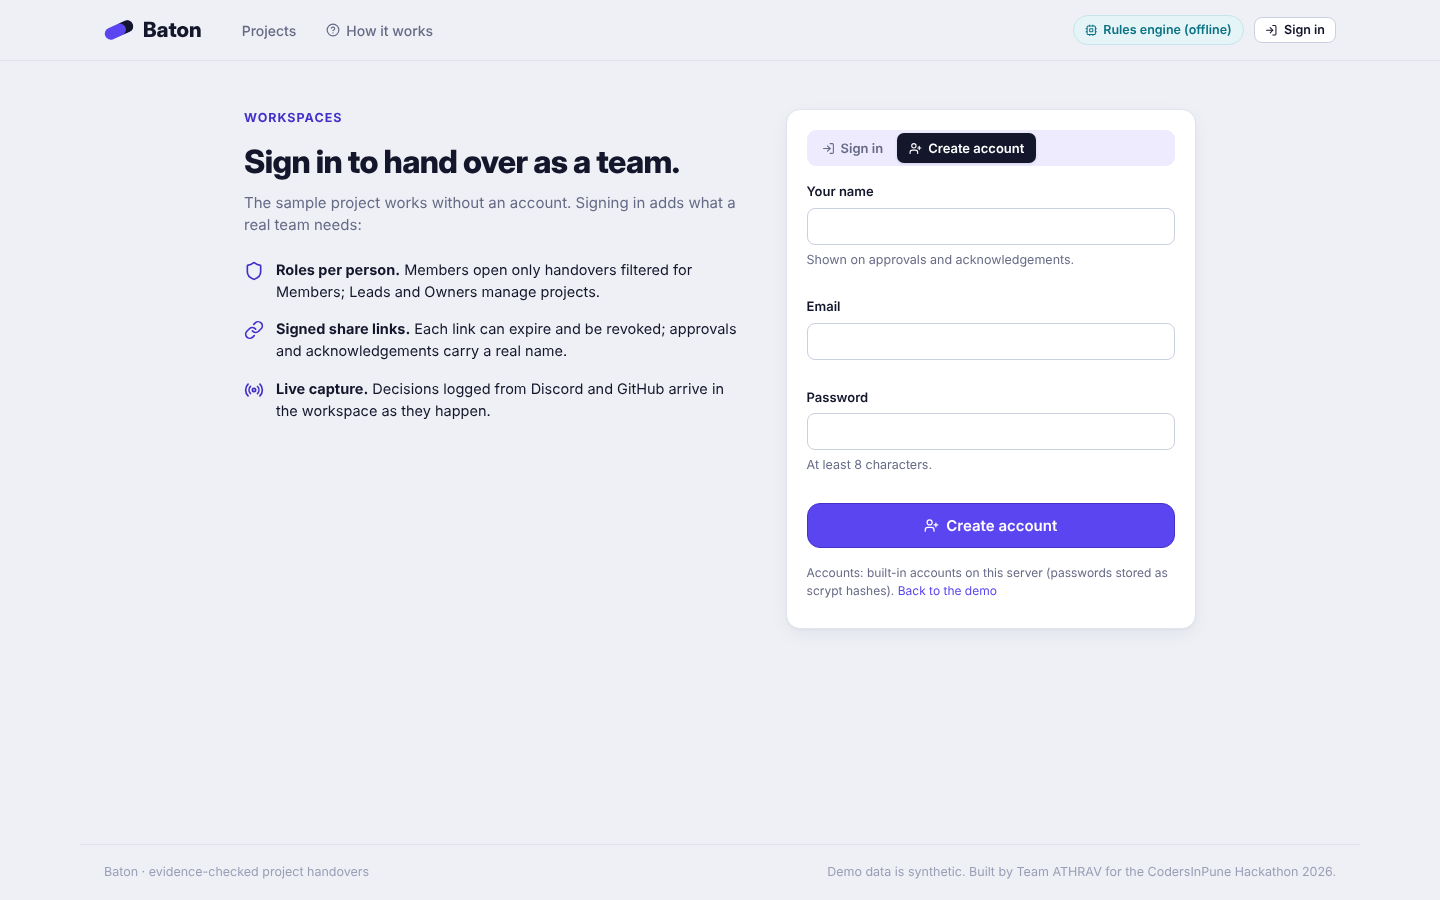 Baton
Projects
How it works
Rules engine (offline)
Sign in
WORKSPACES
Sign in to hand over as a team.
The sample project works without an account. Signing in adds what a
real team needs:
Roles per person. Members open only handovers filtered for
Members; Leads and Owners manage projects.
Signed share links. Each link can expire and be revoked; approvals
and acknowledgements carry a real name.
Live capture. Decisions logged from Discord and GitHub arrive in
the workspace as they happen.
Sign in
Create account
Your name
Shown on approvals and acknowledgements.
Email
Password
At least 8 characters.
Create account
Accounts: built-in accounts on this server (passwords stored as
scrypt hashes). Back to the demo
Baton · evidence-checked project handovers
Demo data is synthetic. Built by Team ATHRAV for the CodersInPune Hackathon 2026.